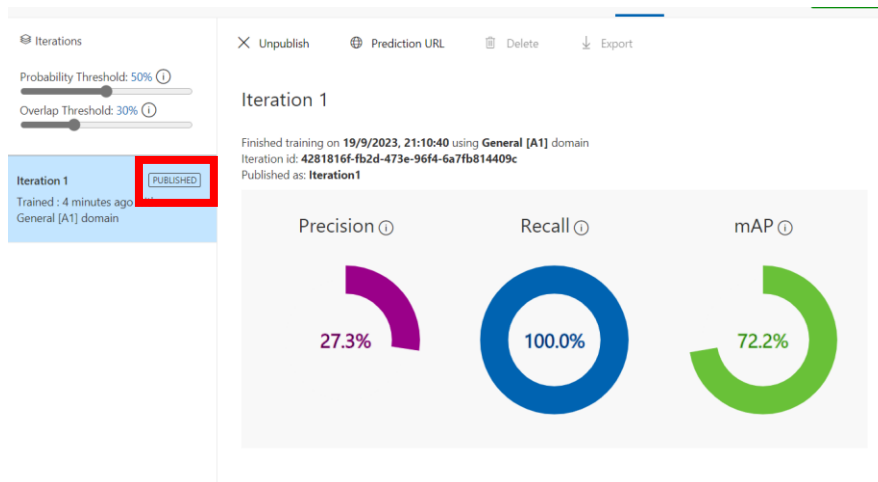 Iterations
Unpublish
Prediction URL
Delete
Export
Probability Threshold: 50%
Overlap Threshold: 30%
Iteration 1
PUBLISHED
Trained : 4 minutes ago
General [A1] domain
Iteration 1
Finished training on 19/9/2023, 21:10:40 using General [A1] domain
Iteration id: 4281816f-fb2d-473e-96f4-6a7fb814409c
Published as: Iteration1
Precision
Recall
mAP
27.3%
100.0%
72.2%